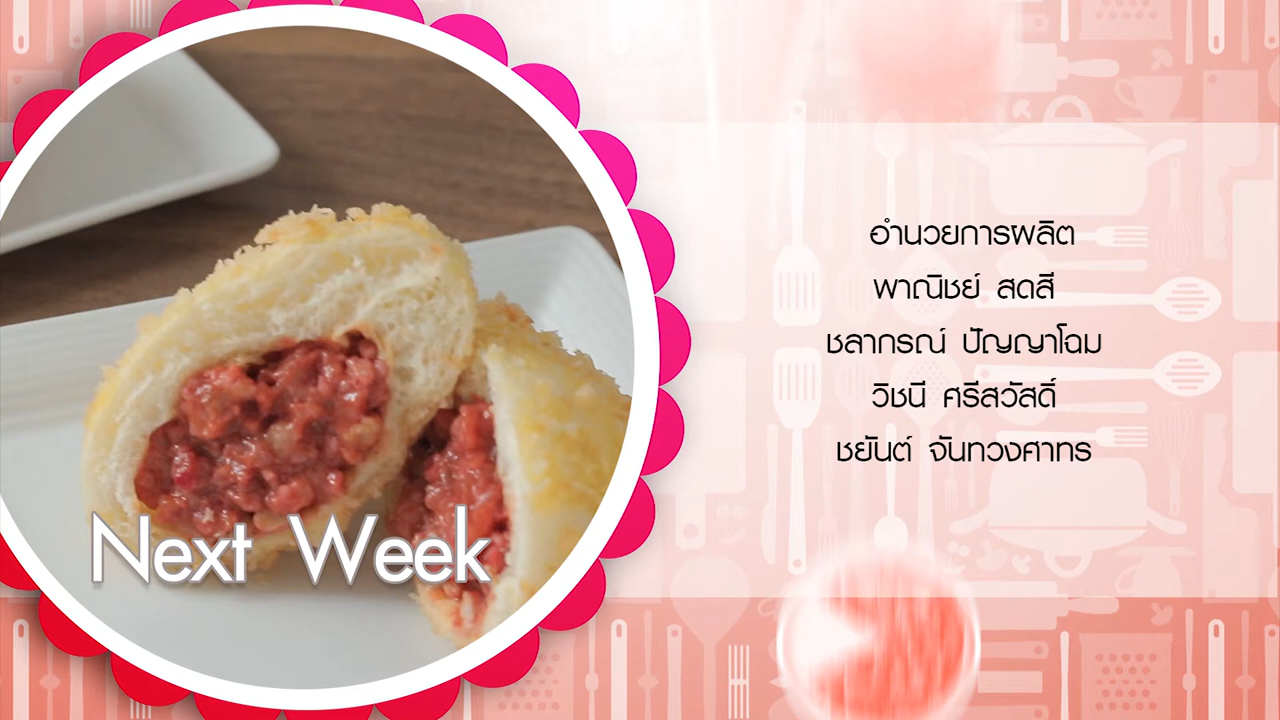 Next Week
อำนวยการผลิต
พาณิชย์ สดสี
ชลากรณ์ ปัญญาโฉม
วิชนี ศรีสวัสดิ์
ชยันต์ จันทวงศาทร